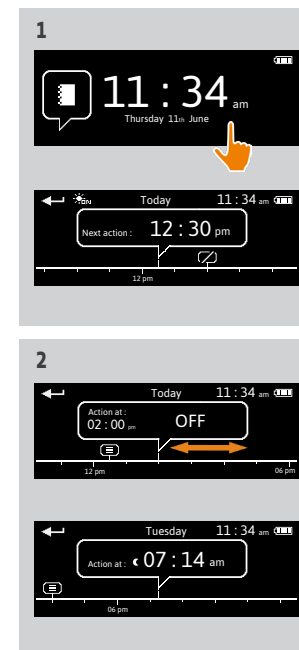 1
11 : 34 am
Thursday 11th June
ON Today 11 : 34 am
Next action : 12 : 30 pm
12 pm
2
Today 11 : 34 am
Action at :
02 : 00 pm OFF
12 pm 06 pm
Tuesday 11 : 34 am
Action at : 07 : 14 am
06 pm